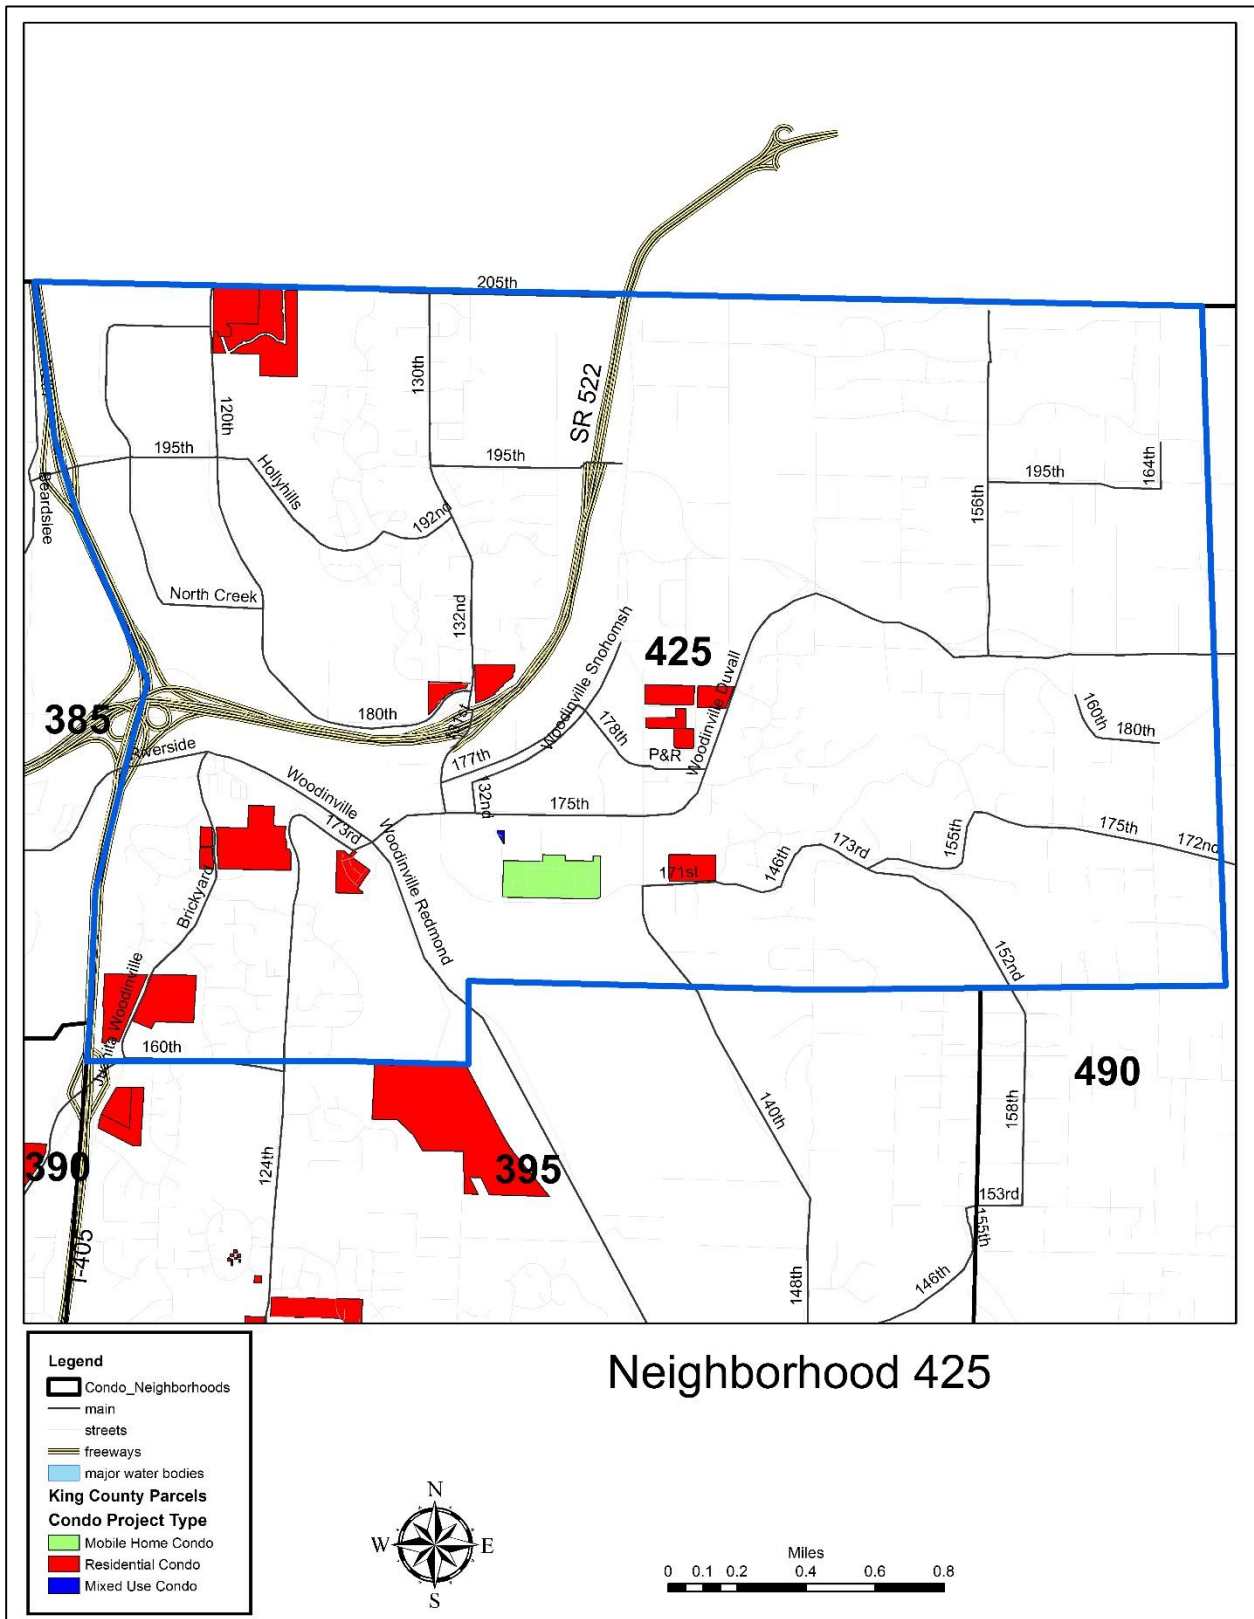 205th
130th
SR 522
120th
195th
195th
Hollyhills
Beardslee
192nd
156th
195th
164th
North Creek
132nd
Woodinville Snohomsh
425
Woodinville Duvall
385
180th
131st
160th
180th
178th
P&R
Riverside
177th
Woodinville
132nd
175th
173rd
Woodinville Redmond
173rd
155th
175th
172nd
146th
171st
Brickyard
152nd
Juanita Woodinville
160th
490
140th
158th
124th
390
395
153rd
155th
I-405
146th
148th
Neighborhood 425
Legend
Condo_Neighborhoods
main
streets
freeways
major water bodies
King County Parcels
Condo Project Type
Mobile Home Condo
Residential Condo
Mixed Use Condo
N
W E
S
Miles
0 0.1 0.2 0.4 0.6 0.8